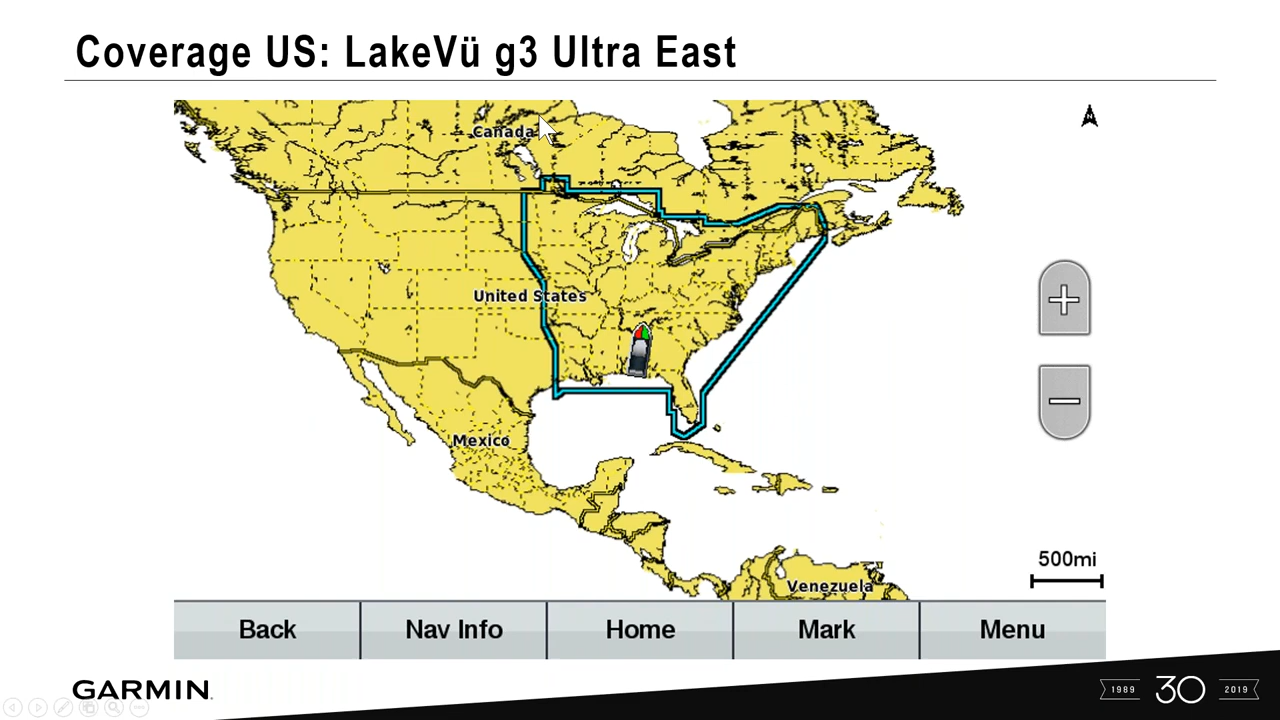 Coverage US: LakeVü g3 Ultra East
Canada
United States
Mexico
500mi
Venezuela
Back Nav Info Home Mark Menu
GARMIN.
1989 30 2019